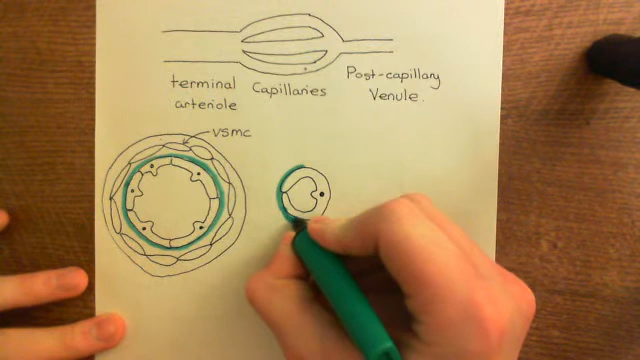 terminal
arteriole
Capillaries
Post-capillary
Venule.
vsmc